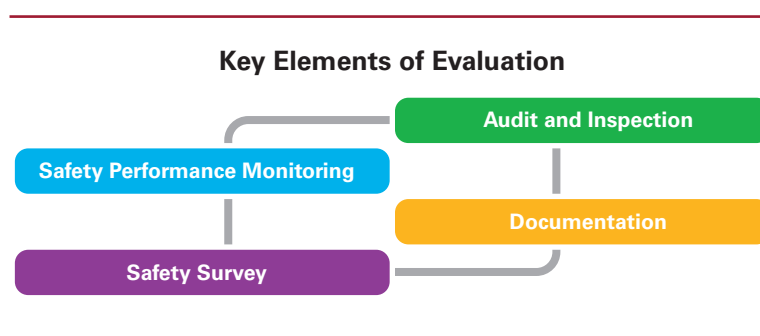 Key Elements of Evaluation
Audit and Inspection
Safety Performance Monitoring
Documentation
Safety Survey